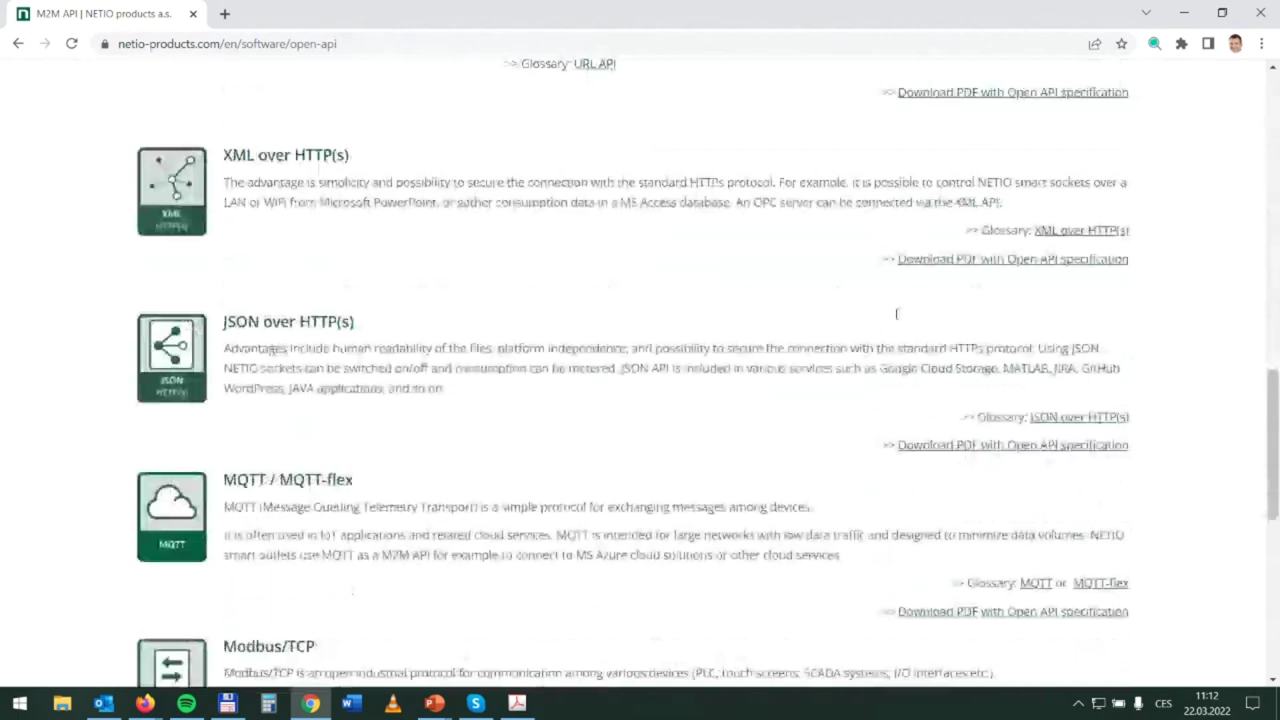 M2M API | NETIO products a.s.
netio-products.com/en/software/open-api
>> Glossary: URL API
>> Download PDF with Open API specification
XML over HTTP(s)
The advantage is simplicity and possibility to secure the connection with the standard HTTPs protocol. For example, it is possible to control NETIO smart sockets over a
LAN or WiFi from Microsoft PowerPoint, or gather consumption data in a MS Access database. An OPC server can be connected via the XML API.
XML
HTTP(s)
>> Glossary: XML over HTTP(s)
>> Download PDF with Open API specification
JSON over HTTP(s)
Advantages include human readability of the files, platform independence, and possibility to secure the connection with the standard HTTPs protocol. Using JSON
NETIO sockets can be switched on/off and consumption can be metered. JSON API is included in various services such as Google Cloud Storage, MATLAB, JIRA, GitHub
WordPress, JAVA applications, and so on
JSON
HTTP(s)
>> Glossary: JSON over HTTP(s)
>> Download PDF with Open API specification
MQTT / MQTT-flex
MQTT (Message Queuing Telemetry Transport) is a simple protocol for exchanging messages among devices.
It is often used in IoT applications and related cloud services. MQTT is intended for large networks with low data traffic and designed to minimize data volumes. NETIO
smart outlets use MQTT as a M2M API for example to connect to MS Azure cloud solutions or other cloud services
MQTT
>> Glossary: MQTT or MQTT-flex
>> Download PDF with Open API specification
Modbus/TCP
Modbus/TCP is an open industrial protocol for communication among various devices (PLC, touch screens, SCADA systems, I/O interfaces etc.).
CES
11:12
22.03.2022